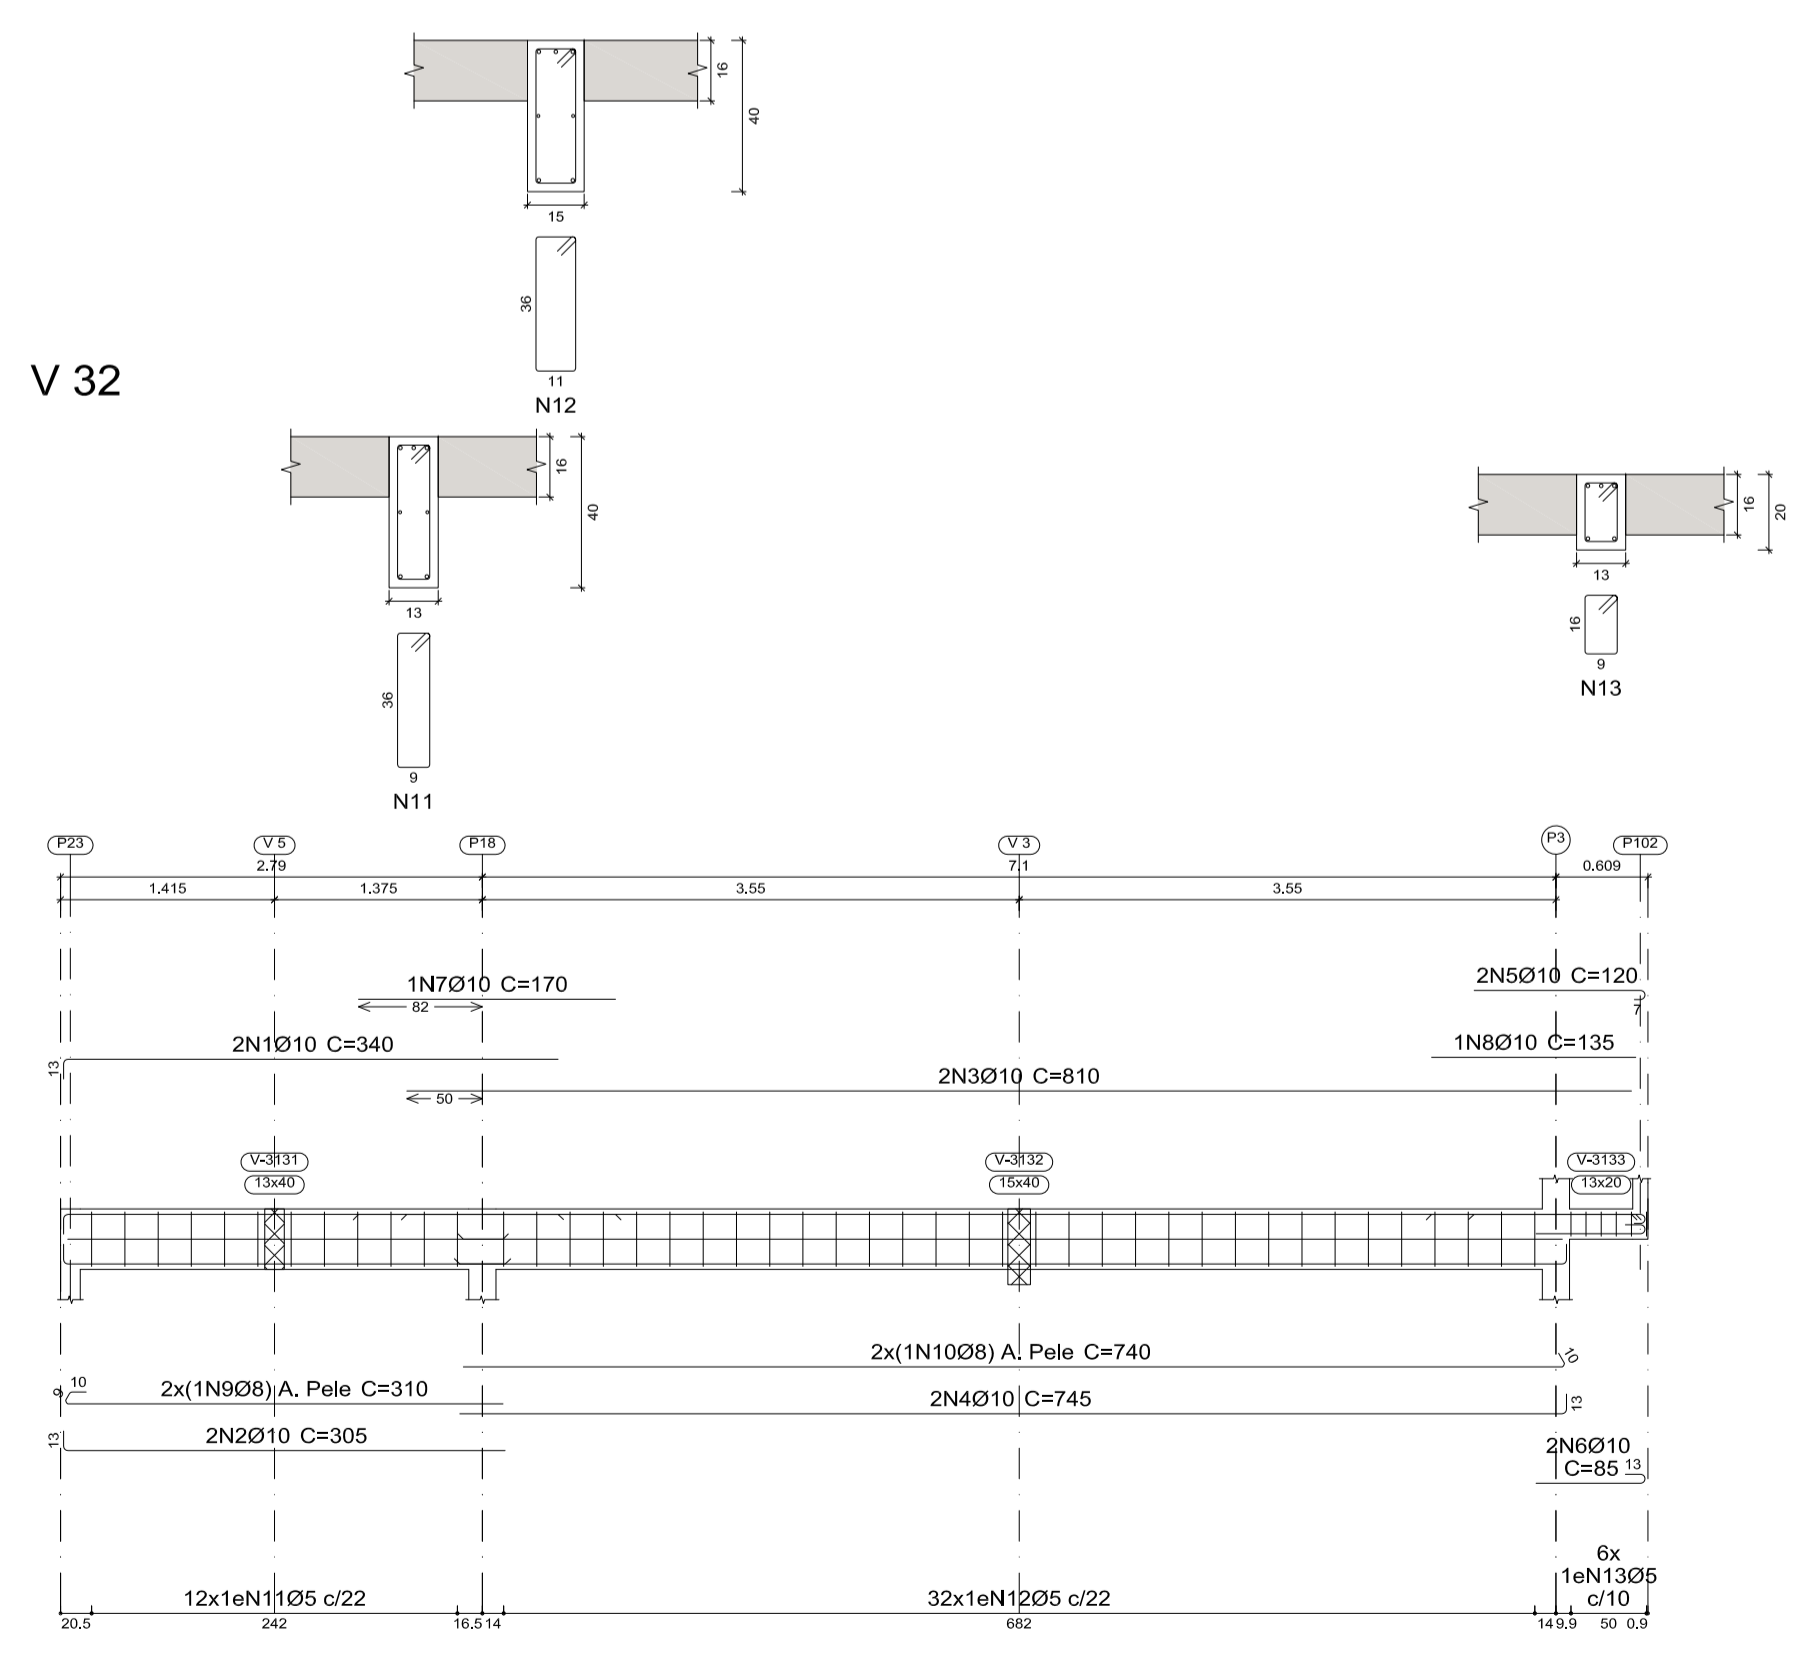 16
40
15
36
11
N12
V 32
16
40
13
36
9
N11
16
20
13
16
9
N13
P23 V 5 P18 V 3 P3 P102
2.79 7.1 0.609
1.415 1.375 3.55 3.55
1N7Ø10 C=170
82
2N5Ø10 C=120
7
2N1Ø10 C=340
13
1N8Ø10 C=135
2N3Ø10 C=810
50
V-3131 V-3132 V-3133
13x40 15x40 13x20
2x(1N10Ø8) A. Pele C=740
10
9 10
2x(1N9Ø8) A. Pele C=310
2N4Ø10 C=745
13
2N2Ø10 C=305
13
2N6Ø10
C=85 13
6x
1eN13Ø5
c/10
12x1eN11Ø5 c/22 32x1eN12Ø5 c/22
20.5 242 16.5 14 682 14 9.9 50 0.9